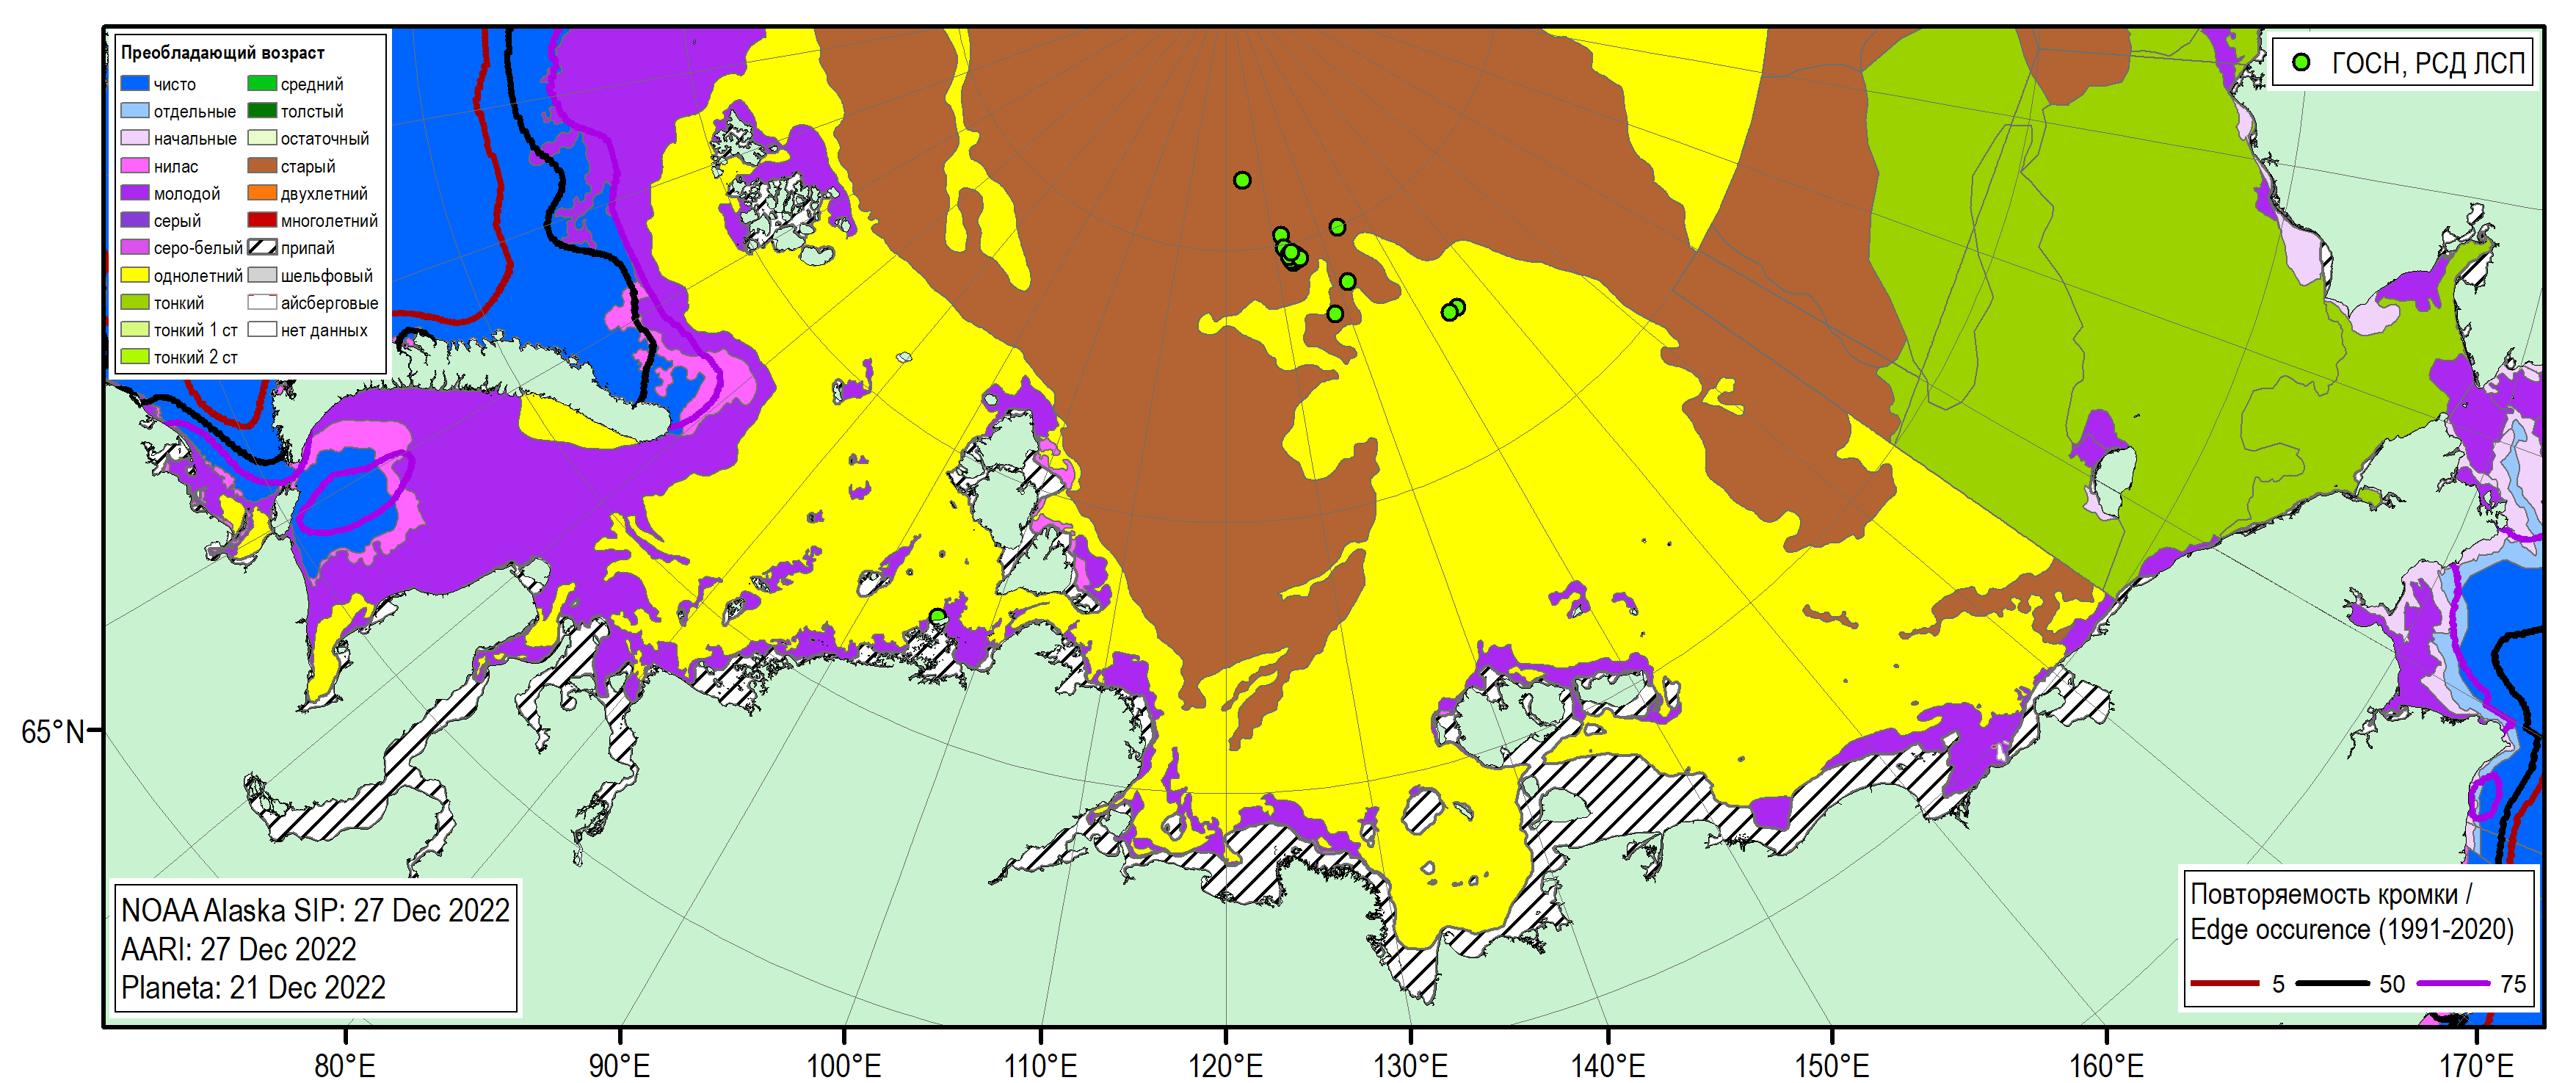 Преобладающий возраст
чисто
отдельные
начальные
нилас
молодой
серый
серо-белый
однолетний
тонкий
тонкий 1 ст
тонкий 2 ст
средний
толстый
остаточный
старый
двухлетний
многолетний
припай
шельфовый
айсберговые
нет данных
ГОСН, РСД ЛСП
65°N
NOAA Alaska SIP: 27 Dec 2022
AARI: 27 Dec 2022
Planeta: 21 Dec 2022
Повторяемость кромки /
Edge occurence (1991-2020)
5 50 75
80°E 90°E 100°E 110°E 120°E 130°E 140°E 150°E 160°E 170°E